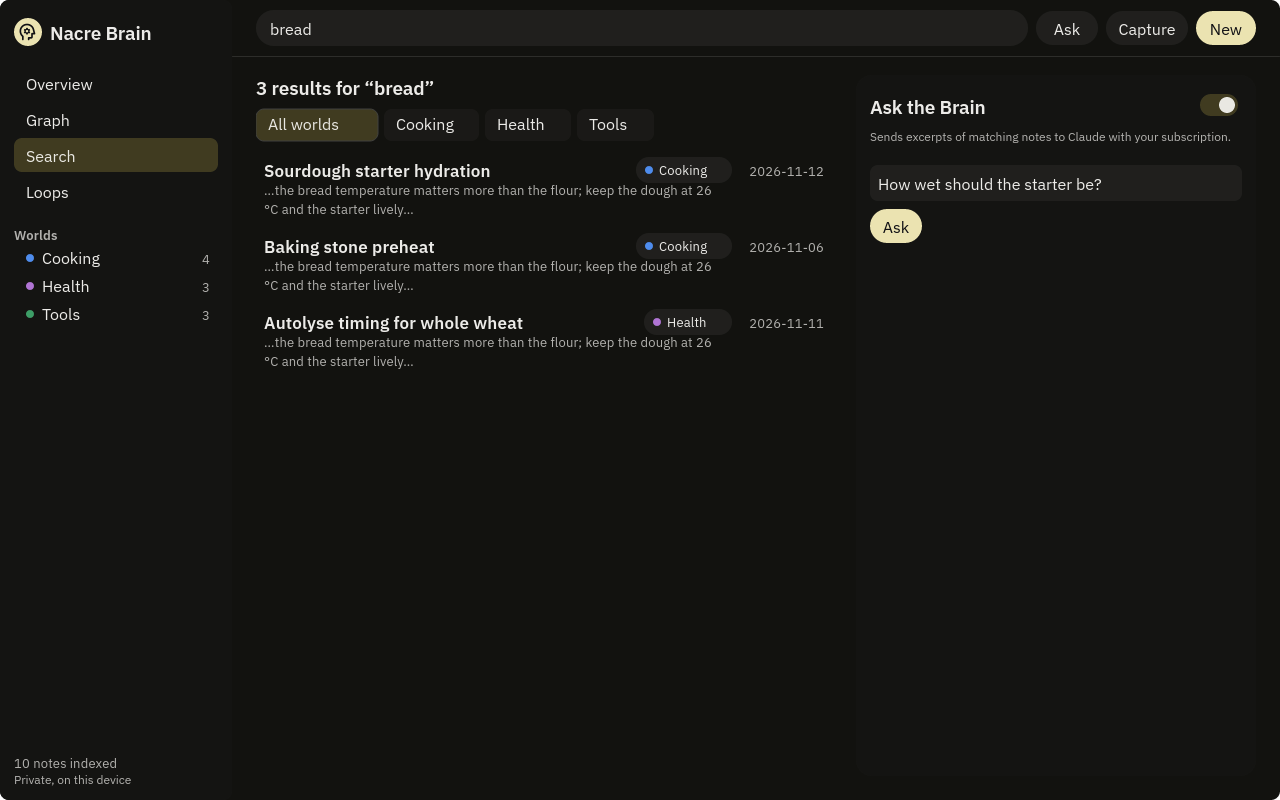 Nacre Brain
Overview
Graph
Search
Loops
Worlds
Cooking 4
Health 3
Tools 3
10 notes indexed
Private, on this device
bread
Ask
Capture
New
3 results for “bread”
All worlds
Cooking
Health
Tools
Sourdough starter hydration
Cooking
2026-11-12
…the bread temperature matters more than the flour; keep the dough at 26
°C and the starter lively…
Baking stone preheat
Cooking
2026-11-06
…the bread temperature matters more than the flour; keep the dough at 26
°C and the starter lively…
Autolyse timing for whole wheat
Health
2026-11-11
…the bread temperature matters more than the flour; keep the dough at 26
°C and the starter lively…
Ask the Brain
Sends excerpts of matching notes to Claude with your subscription.
How wet should the starter be?
Ask